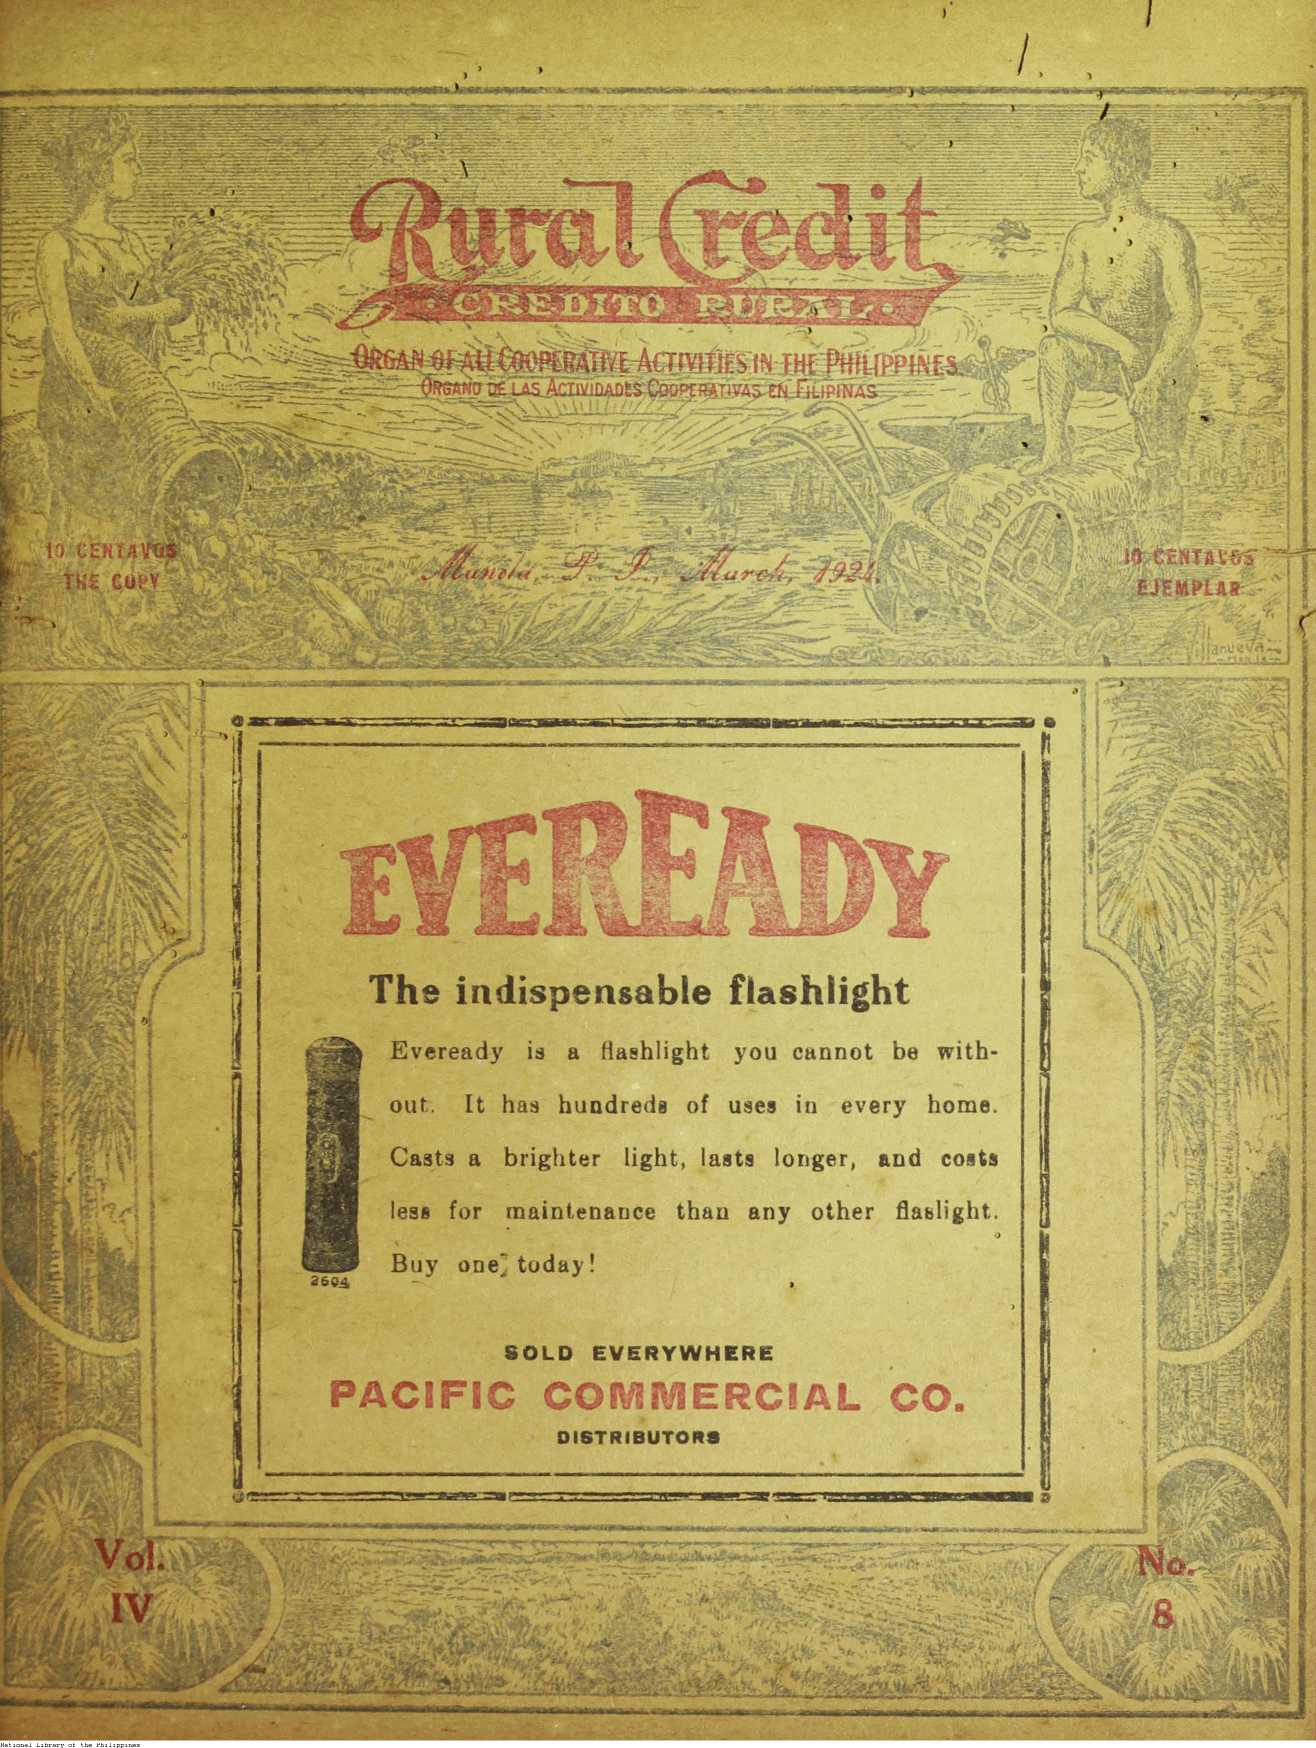 Rural Credit
· CREDITO RURAL ·
ORGAN OF ALL COOPERATIVE ACTIVITIES IN THE PHILIPPINES
ORGANO DE LAS ACTIVIDADES COOPERATIVAS EN FILIPINAS
10 CENTAVOS
THE COPY
Manila, P. I., March, 1924.
10 CENTAVOS
EJEMPLAR
Villanueva
EVEREADY
The indispensable flashlight
Eveready is a flashlight you cannot be with-
out. It has hundreds of uses in every home.
Casts a brighter light, lasts longer, and costs
less for maintenance than any other flaslight.
Buy one, today!
2604
SOLD EVERYWHERE
PACIFIC COMMERCIAL CO.
DISTRIBUTORS
Vol.
IV
No.
8
National Library of the Philippines